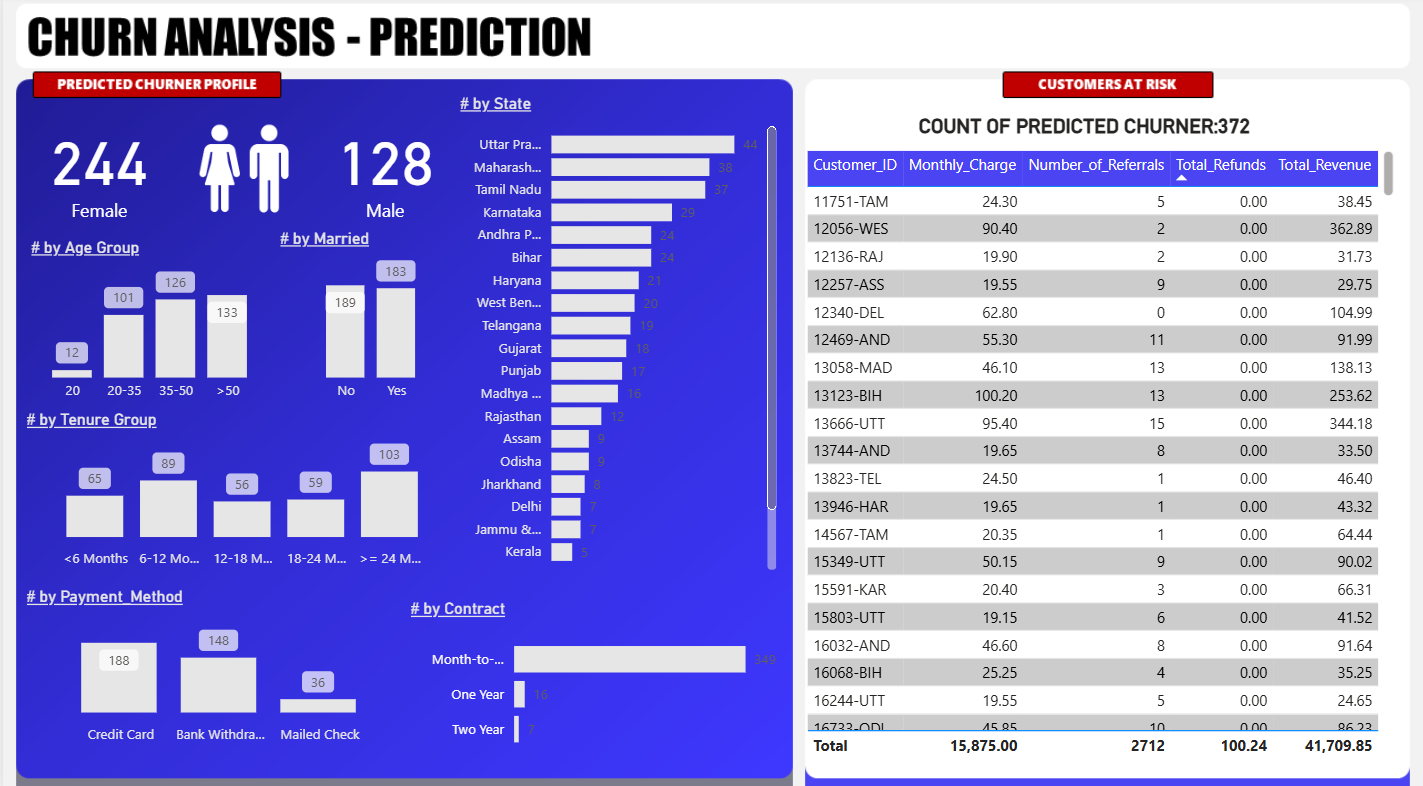 CHURN ANALYSIS - PREDICTION
PREDICTED CHURNER PROFILE
244
Female
128
Male
# by Age Group
12
101
126
133
20
20-35
35-50
>50
# by Married
189
183
No
Yes
# by Tenure Group
65
89
56
59
103
<6 Months
6-12 Mo...
12-18 M...
18-24 M...
>= 24 M...
# by Payment_Method
188
148
36
Credit Card
Bank Withdra...
Mailed Check
# by State
Uttar Pra... 44
Maharash... 38
Tamil Nadu 37
Karnataka 29
Andhra P... 24
Bihar 24
Haryana 21
West Ben... 20
Telangana 19
Gujarat 18
Punjab 17
Madhya ... 16
Rajasthan 12
Assam 9
Odisha 9
Jharkhand 8
Delhi 7
Jammu &... 7
Kerala 5
# by Contract
Month-to-... 349
One Year 16
Two Year 7
CUSTOMERS AT RISK
COUNT OF PREDICTED CHURNER:372
Customer_ID Monthly_Charge Number_of_Referrals Total_Refunds Total_Revenue
11751-TAM 24.30 5 0.00 38.45
12056-WES 90.40 2 0.00 362.89
12136-RAJ 19.90 2 0.00 31.73
12257-ASS 19.55 9 0.00 29.75
12340-DEL 62.80 0 0.00 104.99
12469-AND 55.30 11 0.00 91.99
13058-MAD 46.10 13 0.00 138.13
13123-BIH 100.20 13 0.00 253.62
13666-UTT 95.40 15 0.00 344.18
13744-AND 19.65 8 0.00 33.50
13823-TEL 24.50 1 0.00 46.40
13946-HAR 19.65 1 0.00 43.32
14567-TAM 20.35 1 0.00 64.44
15349-UTT 50.15 9 0.00 90.02
15591-KAR 20.40 3 0.00 66.31
15803-UTT 19.15 6 0.00 41.52
16032-AND 46.60 8 0.00 91.64
16068-BIH 25.25 4 0.00 35.25
16244-UTT 19.55 5 0.00 24.65
16733-ODI 45.85 10 0.00 86.23
Total 15,875.00 2712 100.24 41,709.85